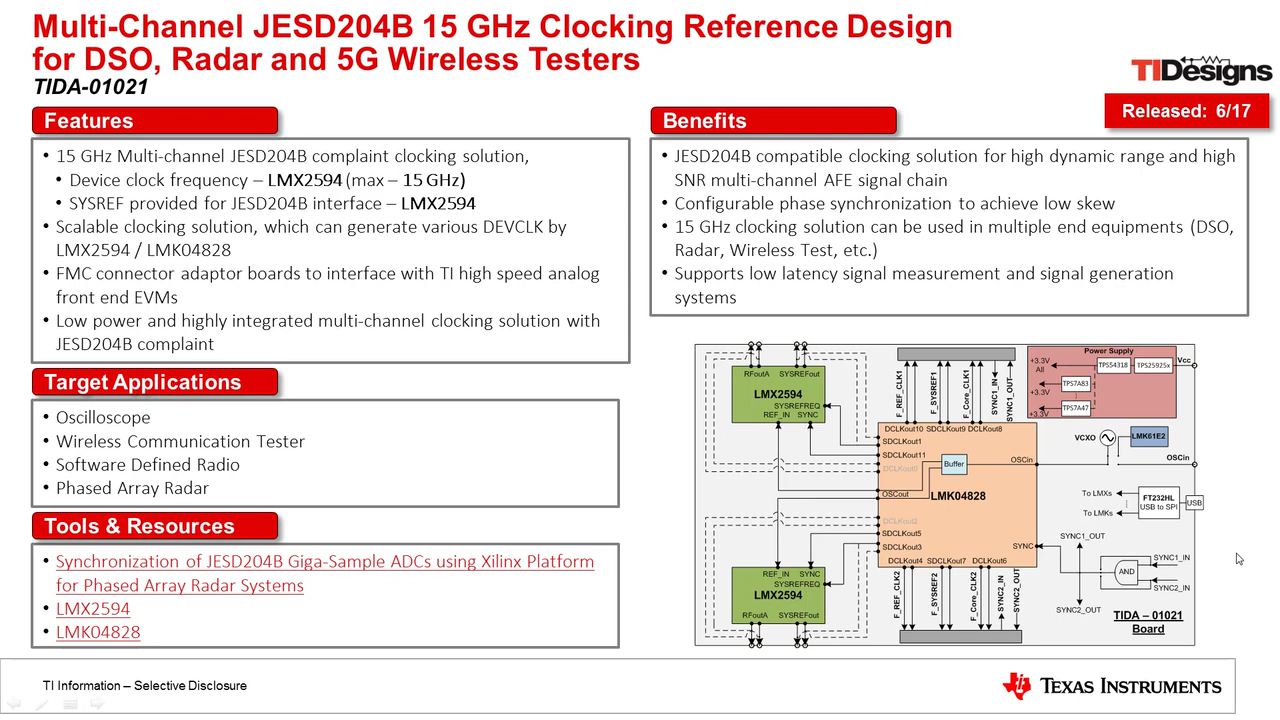 Multi-Channel JESD204B 15 GHz Clocking Reference Design
for DSO, Radar and 5G Wireless Testers
TIDA-01021
TIDesigns
Released: 6/17
Features
• 15 GHz Multi-channel JESD204B complaint clocking solution,
• Device clock frequency – LMX2594 (max – 15 GHz)
• SYSREF provided for JESD204B interface – LMX2594
• Scalable clocking solution, which can generate various DEVCLK by
LMX2594 / LMK04828
• FMC connector adaptor boards to interface with TI high speed analog
front end EVMs
• Low power and highly integrated multi-channel clocking solution with
JESD204B complaint
Benefits
• JESD204B compatible clocking solution for high dynamic range and high
SNR multi-channel AFE signal chain
• Configurable phase synchronization to achieve low skew
• 15 GHz clocking solution can be used in multiple end equipments (DSO,
Radar, Wireless Test, etc.)
• Supports low latency signal measurement and signal generation
systems
Target Applications
• Oscilloscope
• Wireless Communication Tester
• Software Defined Radio
• Phased Array Radar
Tools & Resources
• Synchronization of JESD204B Giga-Sample ADCs using Xilinx Platform
for Phased Array Radar Systems
• LMX2594
• LMK04828
RFoutA SYSREFout
LMX2594
SYSREFREQ
REF_IN SYNC
F_REF_CLK1
F_SYSREF1
F_Core_CLK1
SYNC1_IN
SYNC1_OUT
Power Supply
+3.3V
All
+3.3V
+3.3V
TPS54318
TPS25925x
TPS7A83
TPS7A47
Vcc
DCLKout10 SDCLKout9 DCLKout8
SDCLKout1
SDCLKout11
DCLKout0
OSCout
Buffer
OSCin
LMK04828
DCLKout2
SDCLKout5
SDCLKout3
SYNC
DCLKout4 SDCLKout7 DCLKout6
VCXO
LMK61E2
OSCin
To LMXs
To LMKs
FT232HL
USB to SPI
USB
SYNC1_OUT
SYNC1_IN
AND
SYNC2_IN
SYNC2_OUT
REF_IN SYNC
SYSREFREQ
LMX2594
RFoutA SYSREFout
F_REF_CLK2
F_SYSREF2
F_Core_CLK2
SYNC2_IN
SYNC2_OUT
TIDA – 01021
Board
TI Information – Selective Disclosure
TEXAS INSTRUMENTS